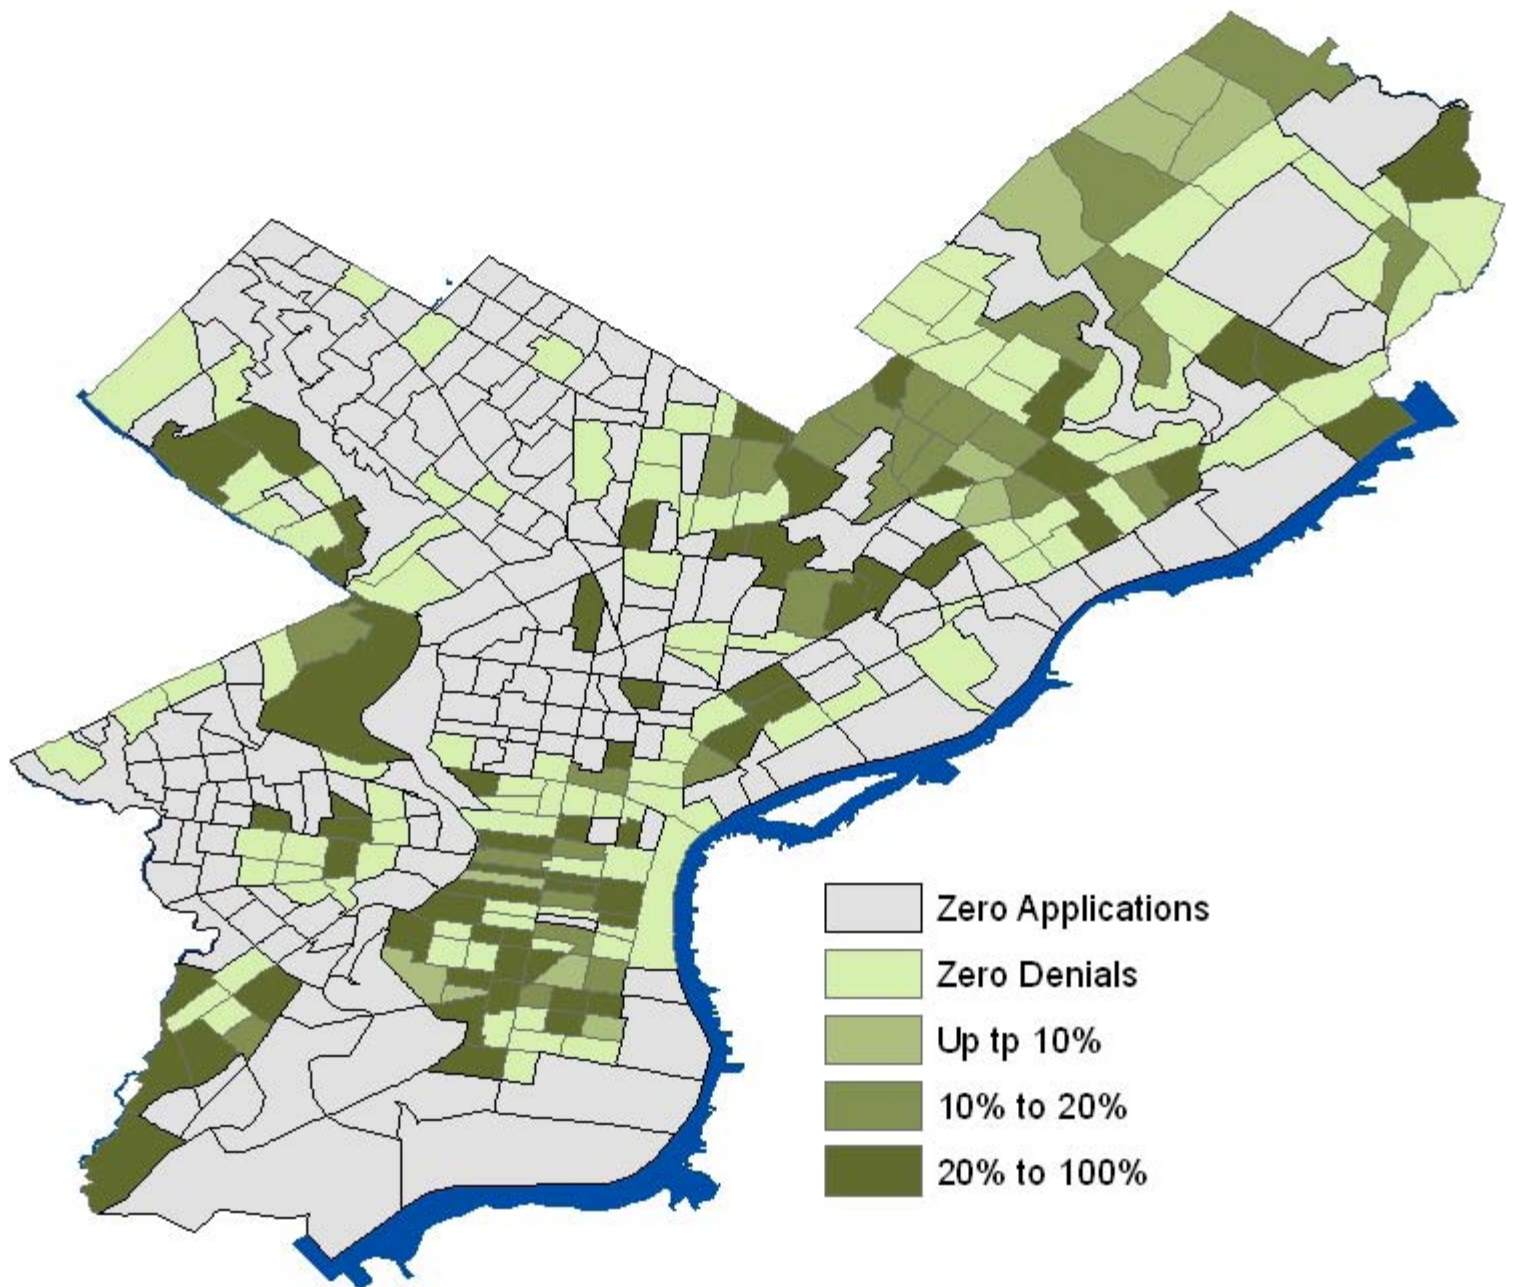 Zero Applications
Zero Denials
Up tp 10%
10% to 20%
20% to 100%